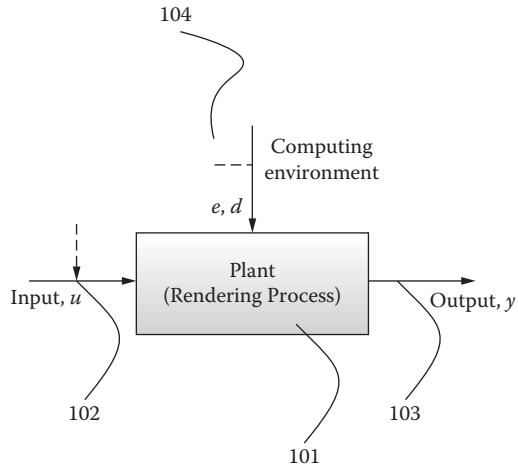 104
Computing
environment
e, d
Plant
(Rendering Process)
Input, u
Output, y
102
103
101